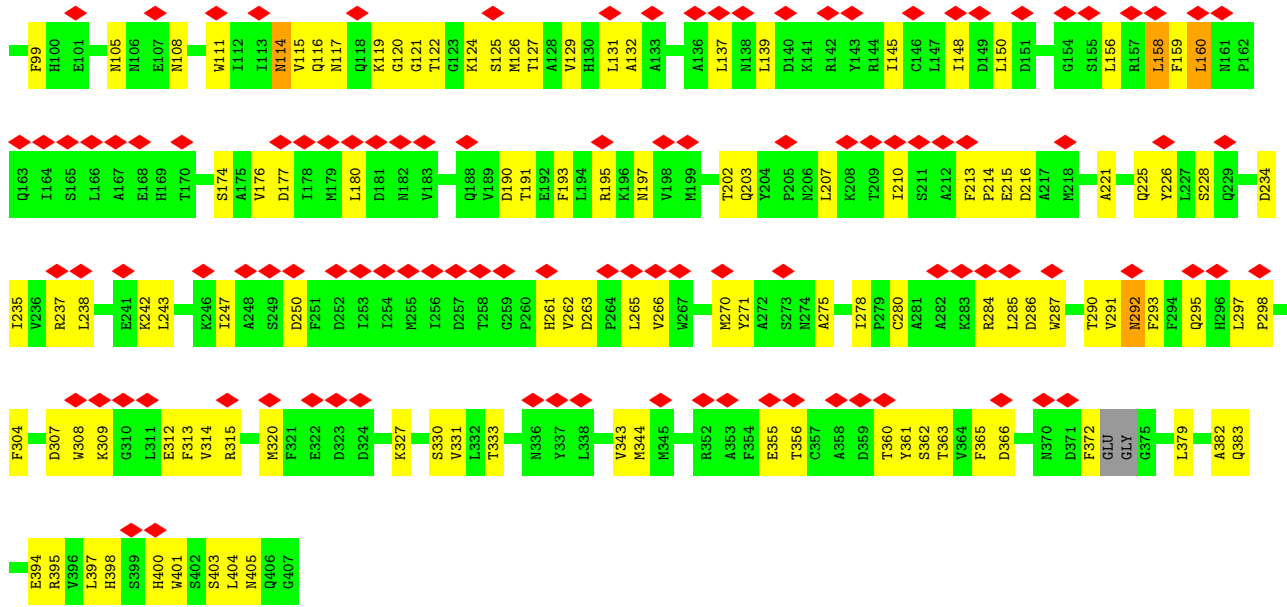 F99 H100 E101 N105 N106 E107 N108 W111 I112 I113 N114 V115 Q116 N117 Q118 K119 G120 G121 T122 G123 K124 S125 M126 T127 A128 V129 H130 L131 A132 A133 A136 L137 N138 L139 D140 K141 R142 Y143 R144 I145 C146 L147 I148 D149 L150 D151 G154 S155 L156 R157 L158 F159 L160 N161 P162
Q163 I164 S165 L166 A167 E168 H169 T170 S174 A175 V176 D177 I178 M179 L180 D181 N182 V183 Q188 V189 D190 T191 E192 F193 L194 R195 K196 N197 V198 M199 T202 Q203 Y204 P205 N206 L207 K208 T209 I210 S211 A212 F213 P214 E215 D216 A217 M218 A221 Q225 Y226 L227 S228 Q229 D234
I235 V236 R237 L238 E241 K242 L243 K246 I247 A248 S249 D250 F251 D252 I253 I254 M255 I256 D257 T258 G259 P260 H261 V262 D263 P264 L265 V266 W267 M270 Y271 A272 S273 N274 A275 I278 P279 C280 A281 A282 K283 R284 L285 D286 W287 T290 V291 N292 F293 F294 Q295 H296 L297 P298
F304 D307 W308 K309 G310 L311 E312 F313 V314 R315 M320 F321 E322 D323 D324 K327 S330 V331 L332 T333 N336 Y337 L338 V343 M344 M345 R352 A353 F354 E355 T356 C357 A358 D359 T360 Y361 S362 T363 V364 F365 D366 N370 D371 F372 GLU GLY G375 L379 A382 Q383
E394 R395 V396 L397 H398 S399 H400 W401 S402 S403 L404 N405 Q406 G407